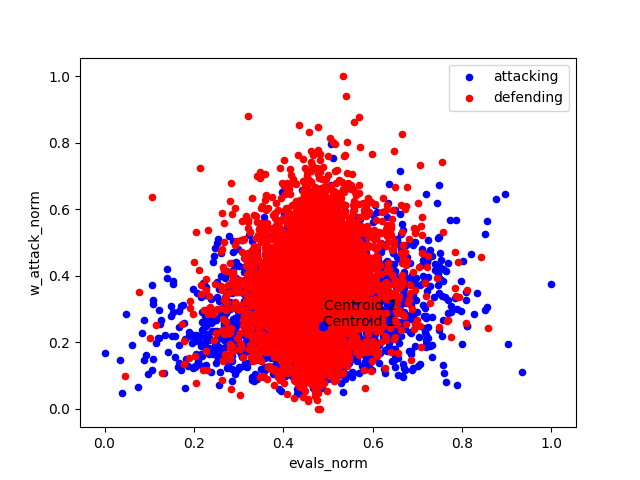 attacking
defending
1.0
0.8
0.6
0.4
0.2
0.0
w_attack_norm
Centroid
Centroid
0.0 0.2 0.4 0.6 0.8 1.0
evals_norm